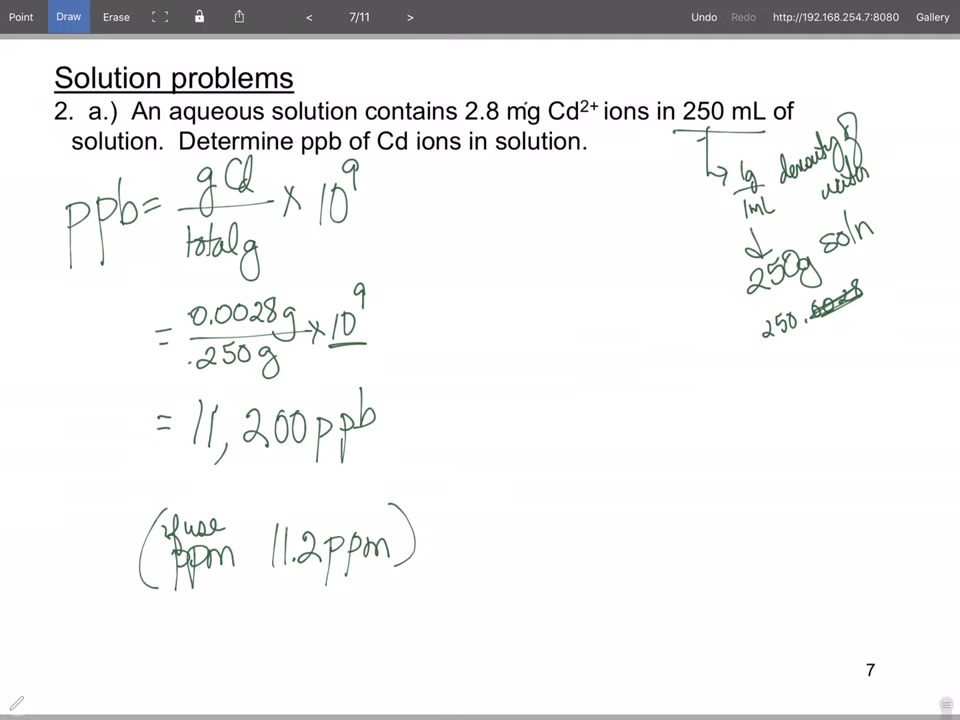 Point Draw Erase < 7/11 > Undo Redo http://192.168.254.7:8080 Gallery
Solution problems
2. a.) An aqueous solution contains 2.8 mg Cd2+ ions in 250 mL of
solution. Determine ppb of Cd ions in solution.
ppb = g Cd / total g × 10^9
1g / 1mL density of water
250g soln
250.0028
= 0.0028g / .250g × 10^9
= 11,200 ppb
(if use
ppm 11.2 ppm)
7